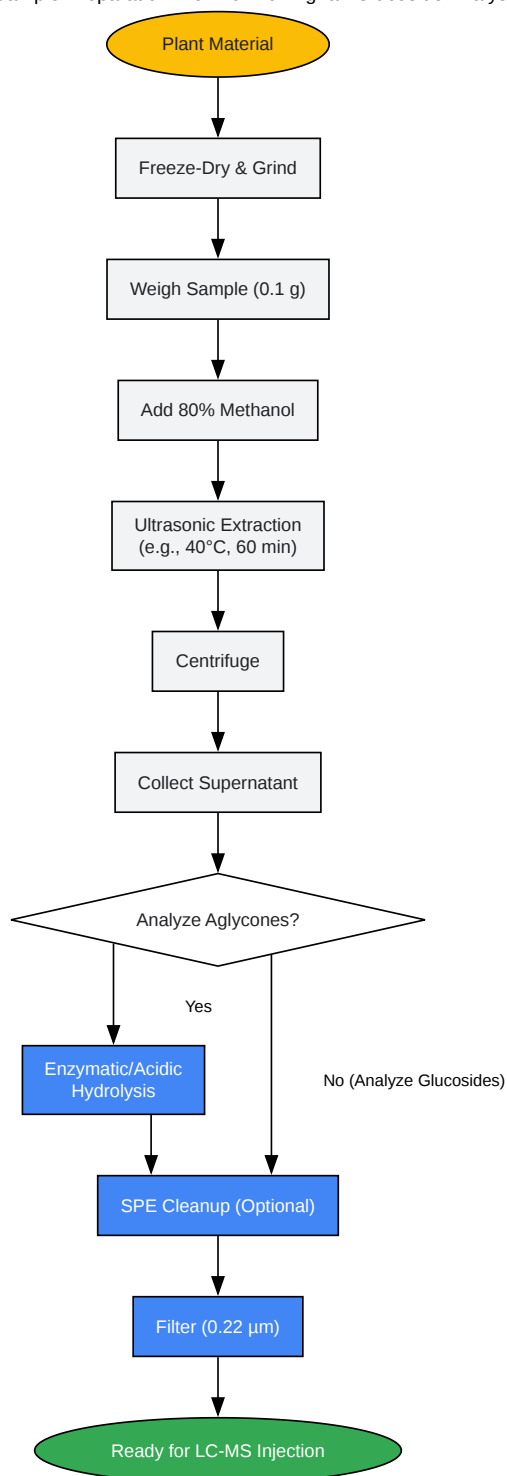 Plant Material
Freeze-Dry & Grind
Weigh Sample (0.1 g)
Add 80% Methanol
Ultrasonic Extraction
(e.g., 40°C, 60 min)
Centrifuge
Collect Supernatant
Analyze Aglycones?
Yes
Enzymatic/Acidic
Hydrolysis
No (Analyze Glucosides)
SPE Cleanup (Optional)
Filter (0.22 µm)
Ready for LC-MS Injection